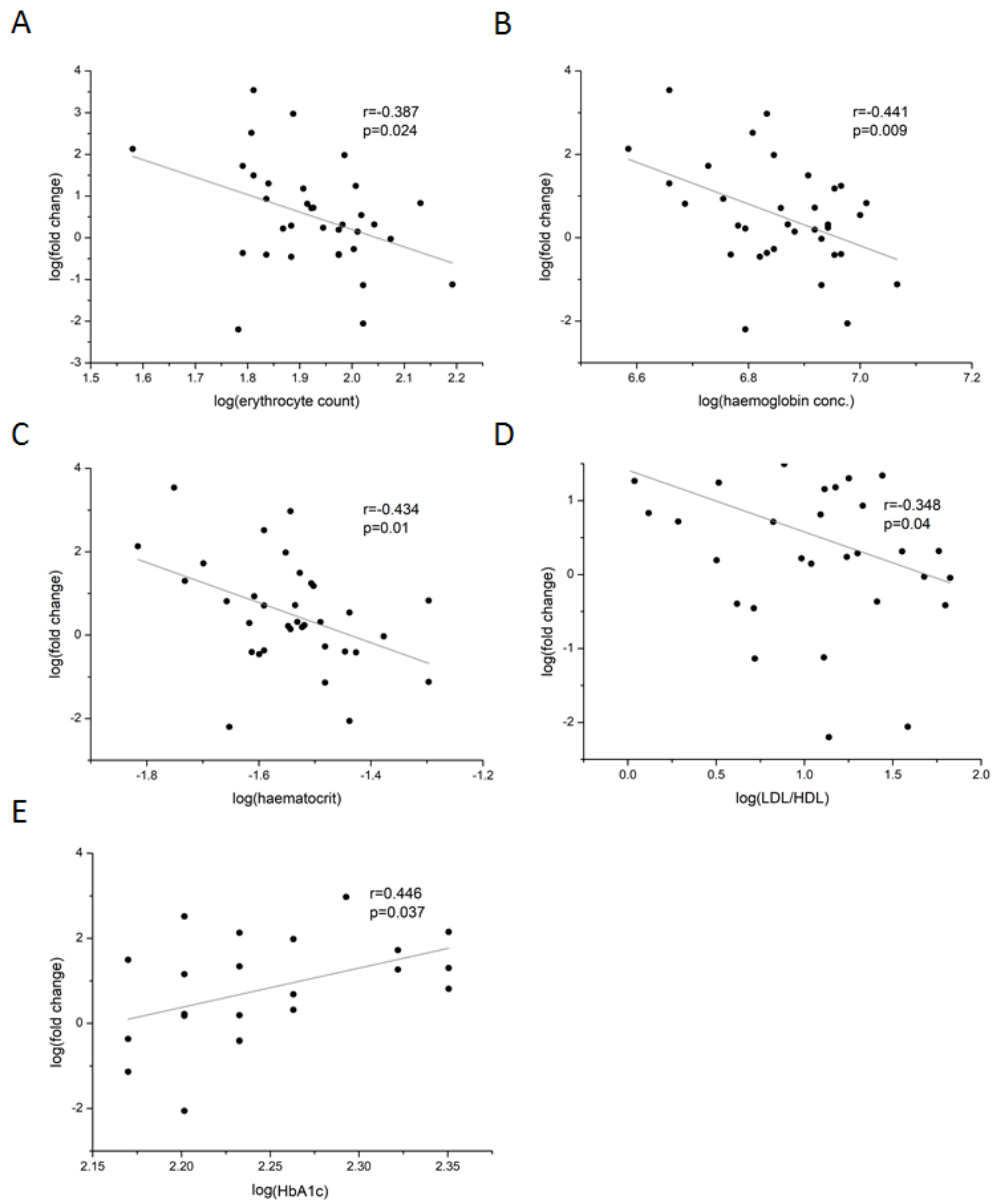 A
4
3
2
1
0
-1
-2
-3
log(fold change)
r=-0.387
p=0.024
1.5 1.6 1.7 1.8 1.9 2.0 2.1 2.2
log(erythrocyte count)
B
4
2
0
-2
log(fold change)
r=-0.441
p=0.009
6.6 6.8 7.0 7.2
log(haemoglobin conc.)
C
4
2
0
-2
log(fold change)
r=-0.434
p=0.01
-1.8 -1.6 -1.4 -1.2
log(haematocrit)
D
1
0
-1
-2
log(fold change)
r=-0.348
p=0.04
0.0 0.5 1.0 1.5 2.0
log(LDL/HDL)
E
4
2
0
-2
log(fold change)
r=0.446
p=0.037
2.15 2.20 2.25 2.30 2.35
log(HbA1c)